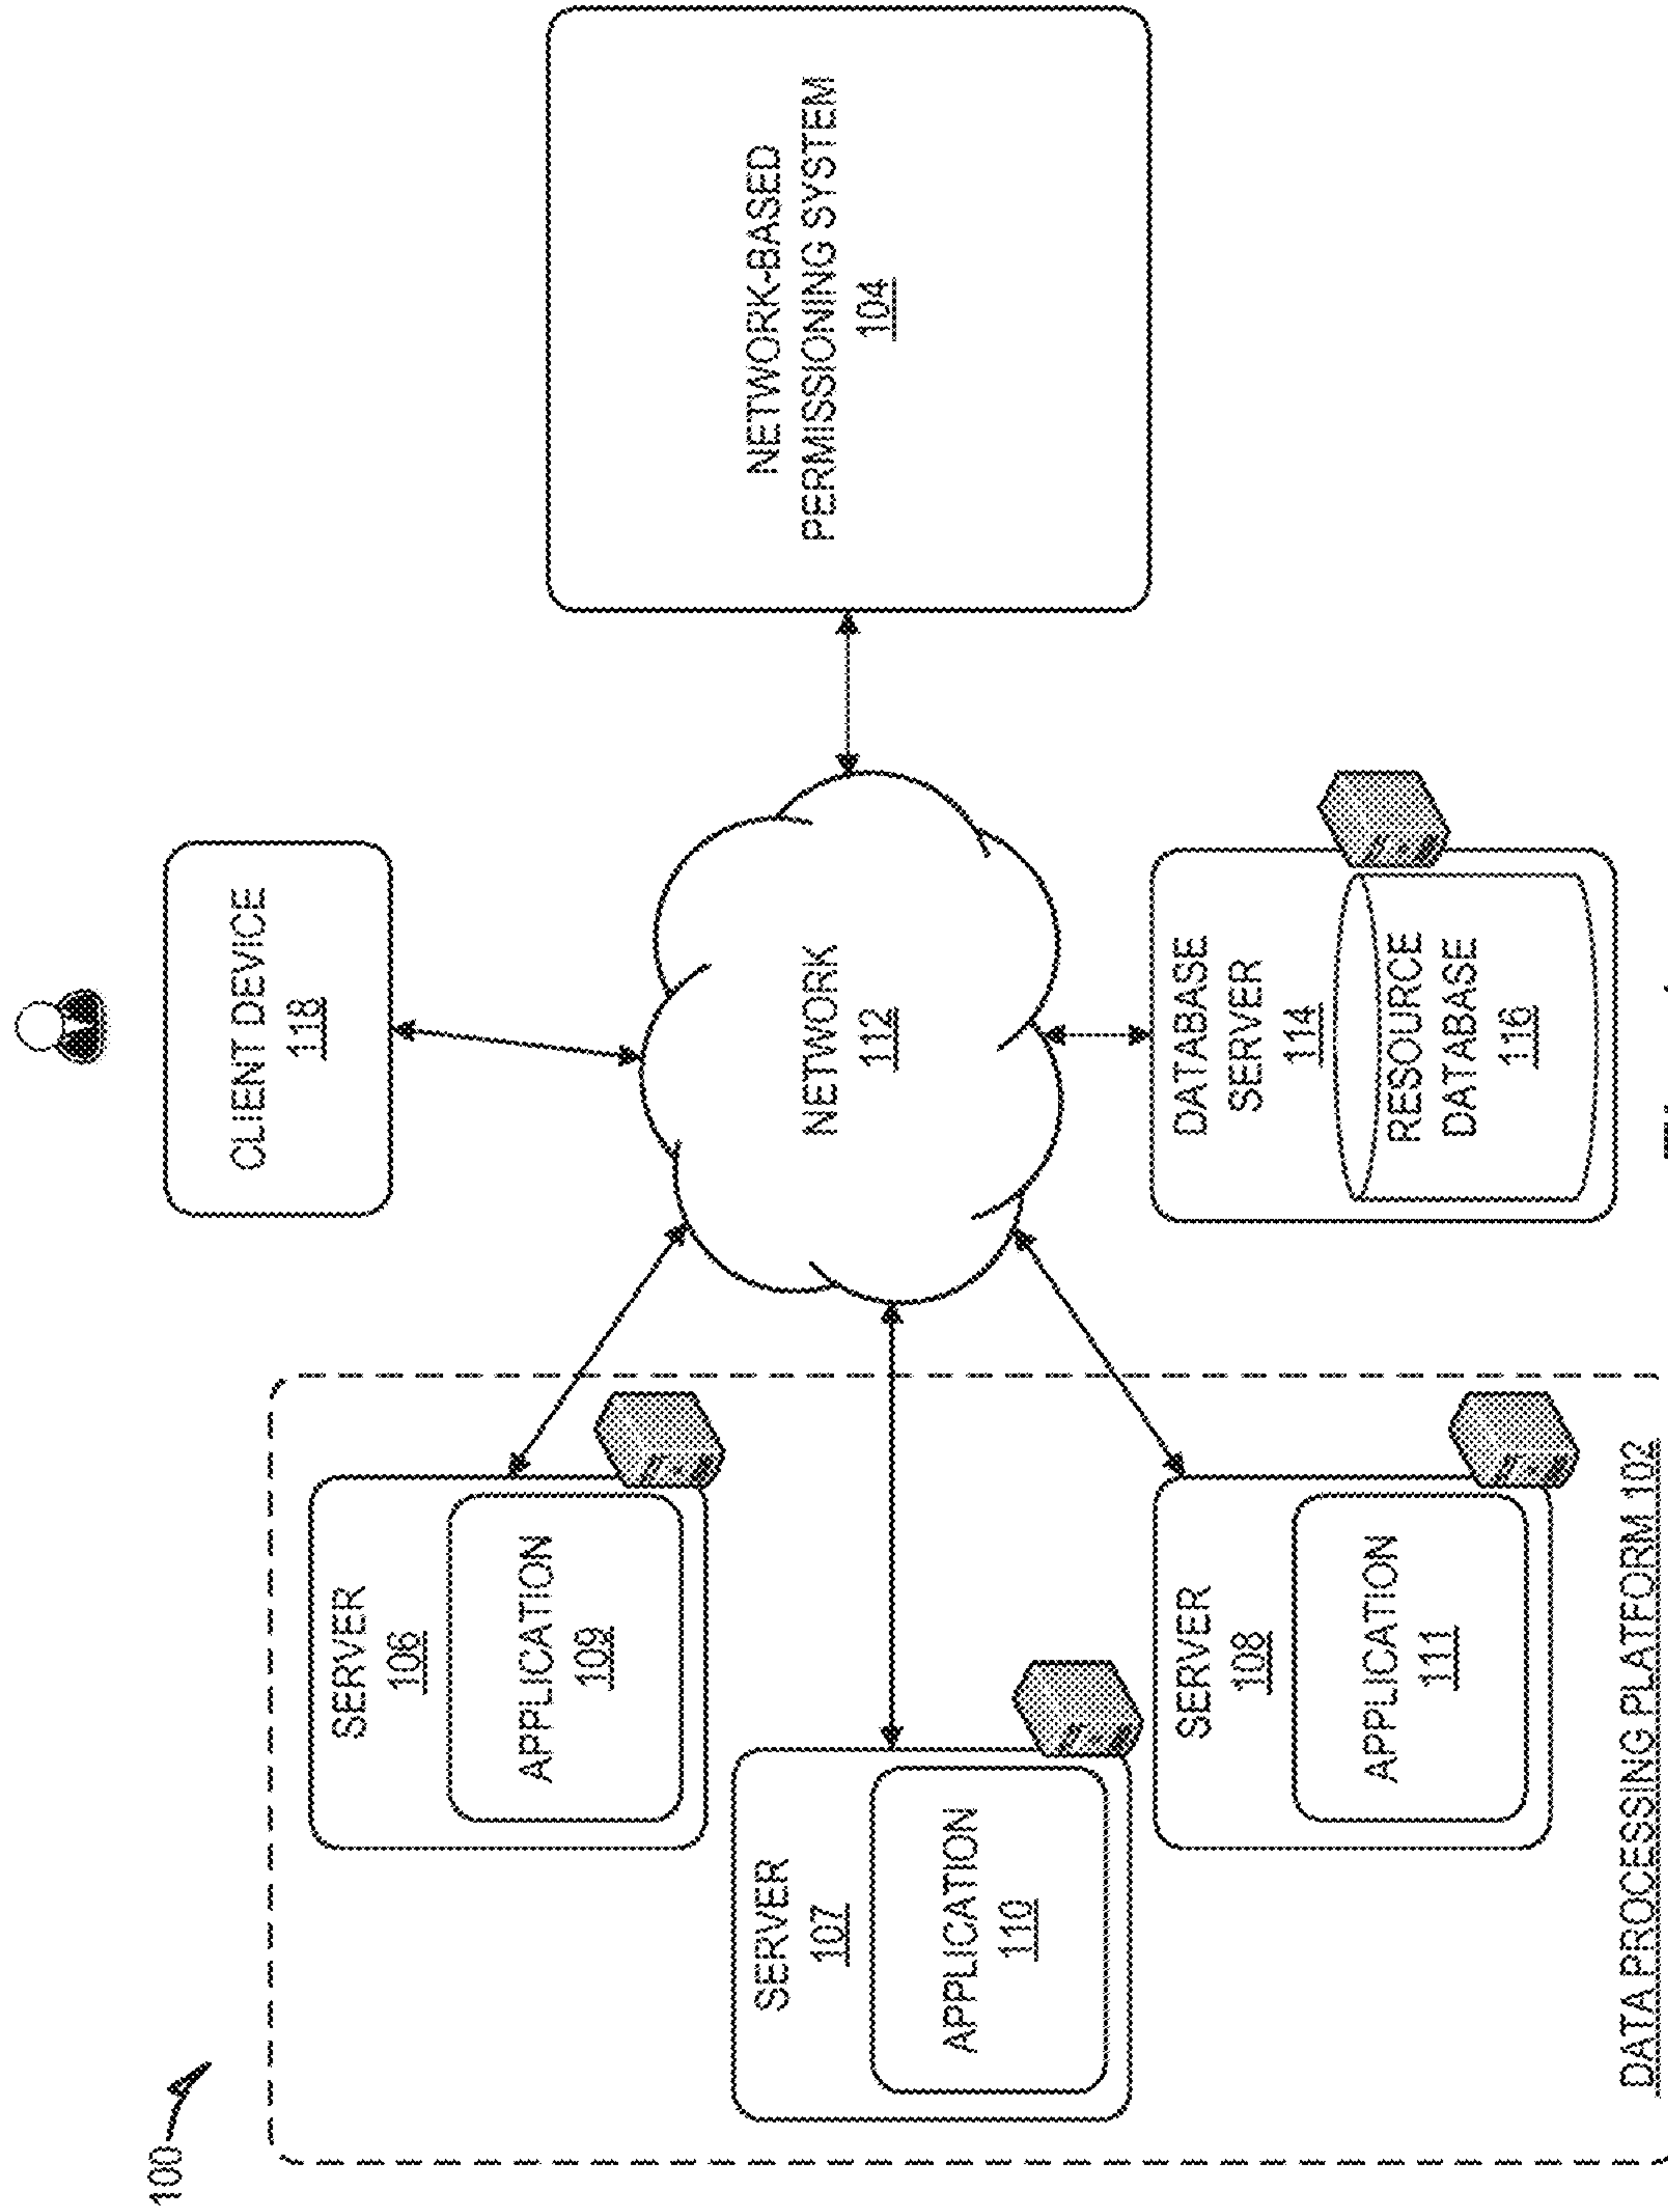 100
CLIENT DEVICE
118
SERVER
106
APPLICATION
109
SERVER
107
APPLICATION
110
SERVER
108
APPLICATION
111
DATA PROCESSING PLATFORM 102
NETWORK
112
NETWORK-BASED
PERMISSIONING SYSTEM
104
DATABASE
SERVER
114
RESOURCE
DATABASE
116